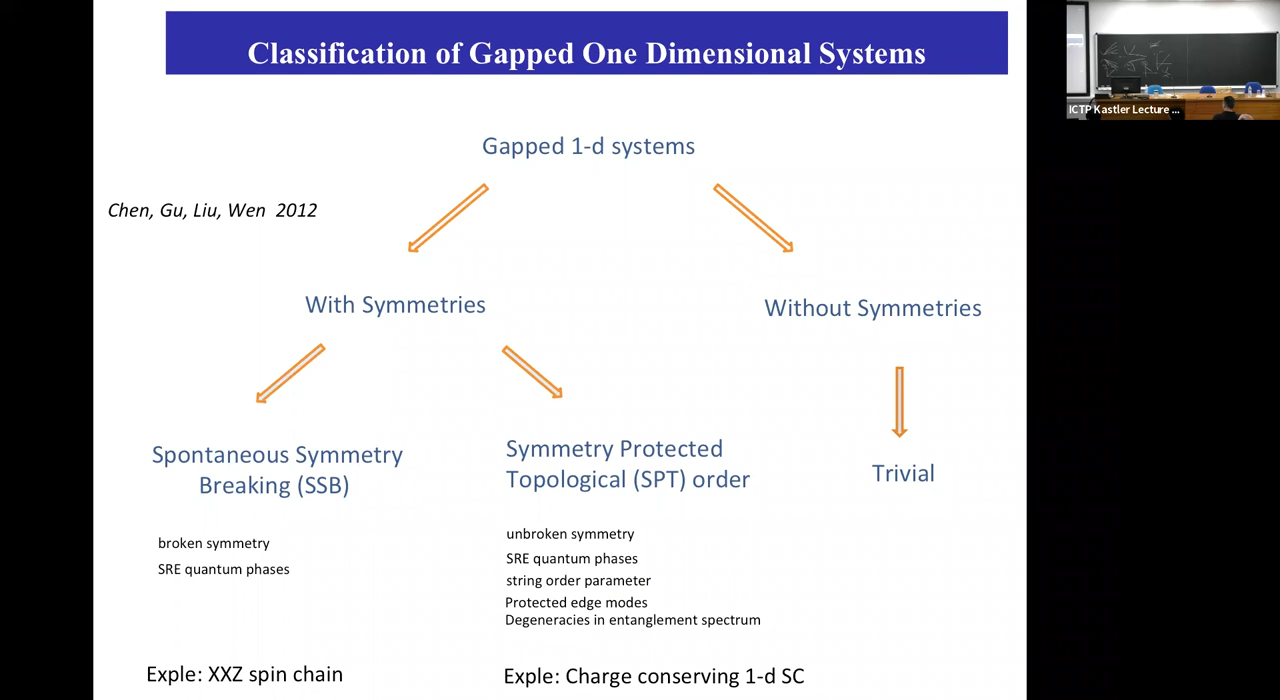 Classification of Gapped One Dimensional Systems
ICTP Kastler Lecture ...
Gapped 1-d systems
Chen, Gu, Liu, Wen 2012
With Symmetries
Without Symmetries
Spontaneous Symmetry
Breaking (SSB)
Symmetry Protected
Topological (SPT) order
Trivial
broken symmetry
SRE quantum phases
unbroken symmetry
SRE quantum phases
string order parameter
Protected edge modes
Degeneracies in entanglement spectrum
Exple: XXZ spin chain
Exple: Charge conserving 1-d SC